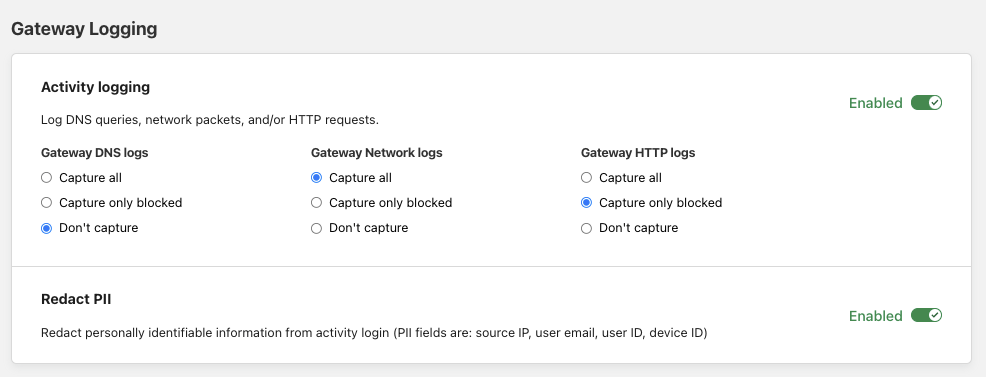 Gateway Logging
Activity logging
Enabled
Log DNS queries, network packets, and/or HTTP requests.
Gateway DNS logs
Capture all
Capture only blocked
Don't capture
Gateway Network logs
Capture all
Capture only blocked
Don't capture
Gateway HTTP logs
Capture all
Capture only blocked
Don't capture
Redact PII
Enabled
Redact personally identifiable information from activity login (PII fields are: source IP, user email, user ID, device ID)